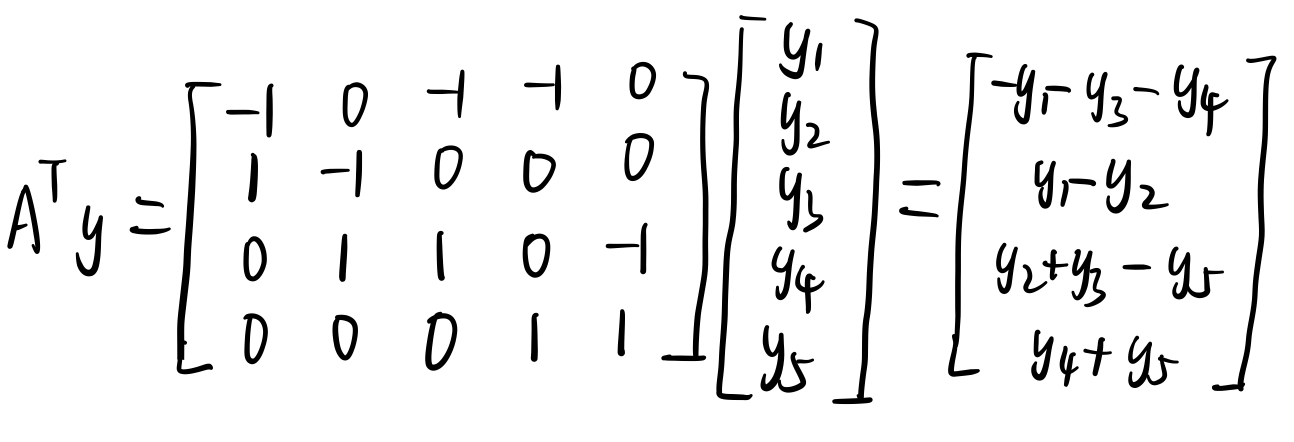 $A^T y = \begin{bmatrix} -1 & 0 & -1 & -1 & 0 \\ 1 & -1 & 0 & 0 & 0 \\ 0 & 1 & 1 & 0 & -1 \\ 0 & 0 & 0 & 1 & 1 \end{bmatrix} \begin{bmatrix} y_1 \\ y_2 \\ y_3 \\ y_4 \\ y_5 \end{bmatrix} = \begin{bmatrix} -y_1 - y_3 - y_4 \\ y_1 - y_2 \\ y_2 + y_3 - y_5 \\ y_4 + y_5 \end{bmatrix}$